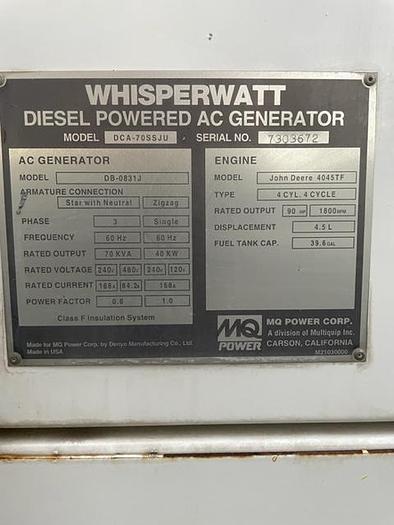 WHISPERWATT
DIESEL POWERED AC GENERATOR
MODEL DCA-70SSJU SERIAL NO. 7303672
AC GENERATOR
MODEL DB-0831J
ARMATURE CONNECTION
Star with Neutral Zigzag
PHASE 3 Single
FREQUENCY 60 Hz 60 Hz
RATED OUTPUT 70 KVA 40 KW
RATED VOLTAGE 240V 480V 240V 120V
RATED CURRENT 168A 84.2A 168A
POWER FACTOR 0.8 1.0
Class F Insulation System
ENGINE
MODEL John Deere 4045TF
TYPE 4 CYL. 4 CYCLE
RATED OUTPUT 90 HP 1800RPM
DISPLACEMENT 4.5 L
FUEL TANK CAP. 39.6GAL
Made for MQ Power Corp. by Denyo Manufacturing Co., Ltd.
Made in USA
MQ
POWER
MQ POWER CORP.
A division of Multiquip Inc.
CARSON, CALIFORNIA
M21030000